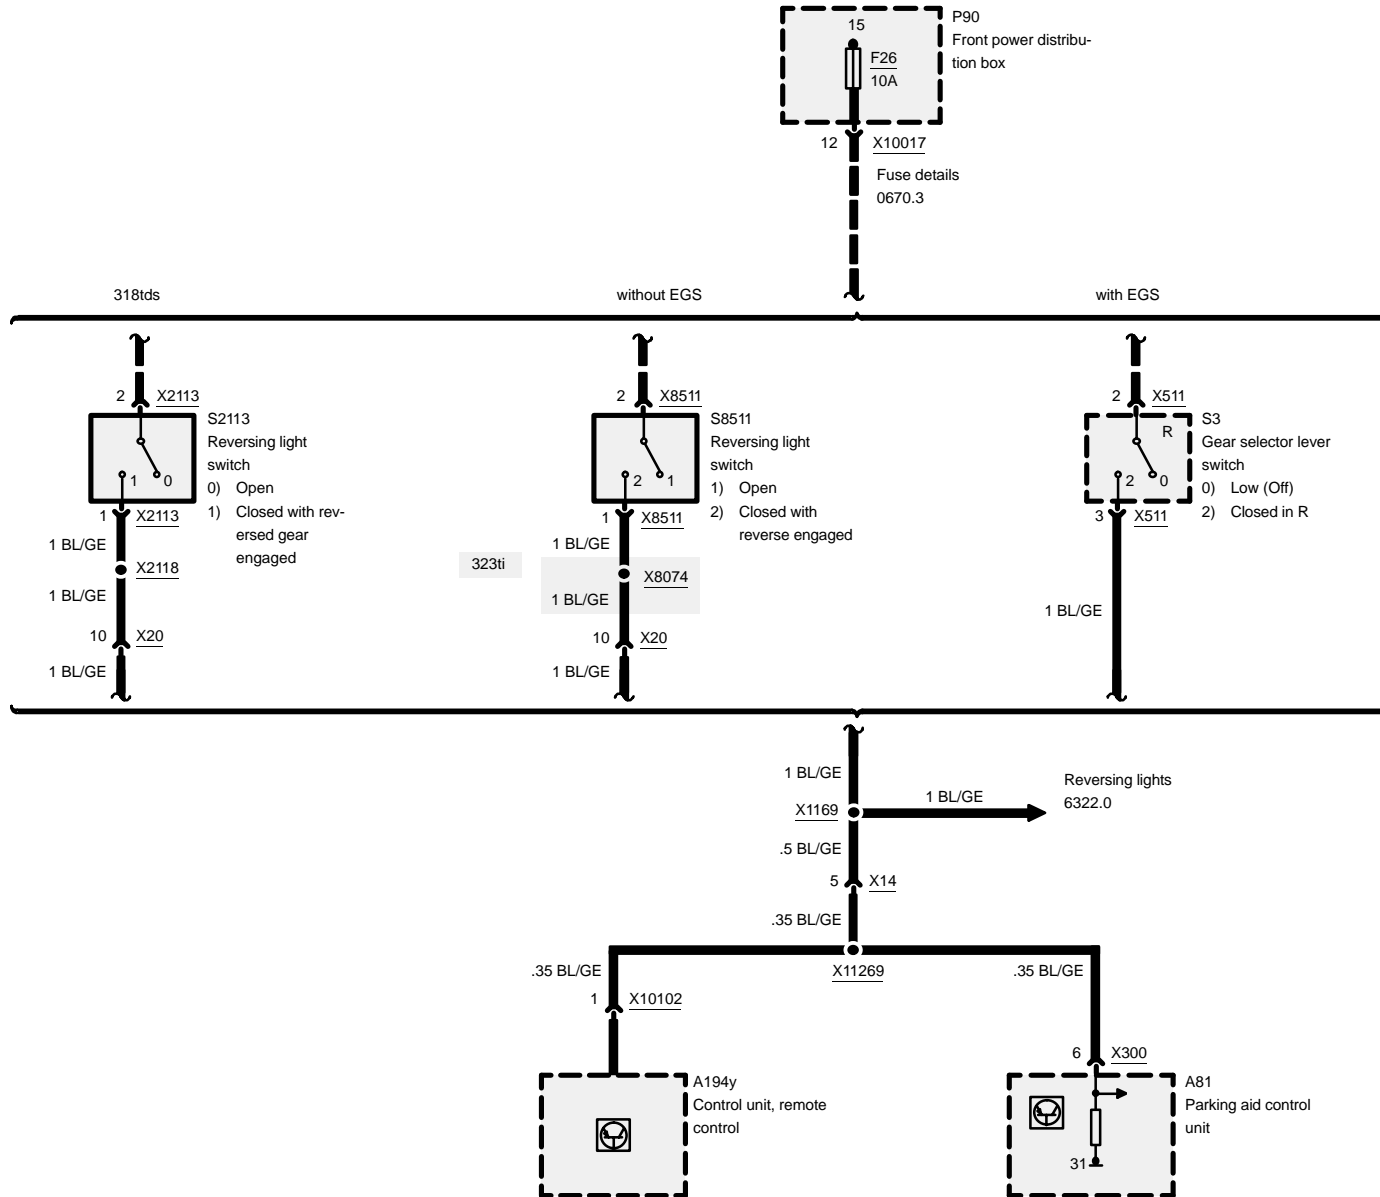 P90
Front power distribu-
tion box
15
F26
10A
12 X10017
Fuse details
0670.3
318tds
without EGS
with EGS
2 X2113
S2113
Reversing light
switch
0) Open
1) Closed with rev-
ersed gear
engaged
1 0
1 X2113
1 BL/GE
X2118
1 BL/GE
10 X20
1 BL/GE
323ti
2 X8511
S8511
Reversing light
switch
1) Open
2) Closed with
reverse engaged
2 1
1 X8511
1 BL/GE
X8074
1 BL/GE
10 X20
1 BL/GE
2 X511
R
S3
Gear selector lever
switch
0) Low (Off)
2) Closed in R
2 0
3 X511
1 BL/GE
1 BL/GE
X1169
1 BL/GE
Reversing lights
6322.0
.5 BL/GE
5 X14
.35 BL/GE
X11269
.35 BL/GE
1 X10102
A194y
Control unit, remote
control
.35 BL/GE
6 X300
A81
Parking aid control
unit
31